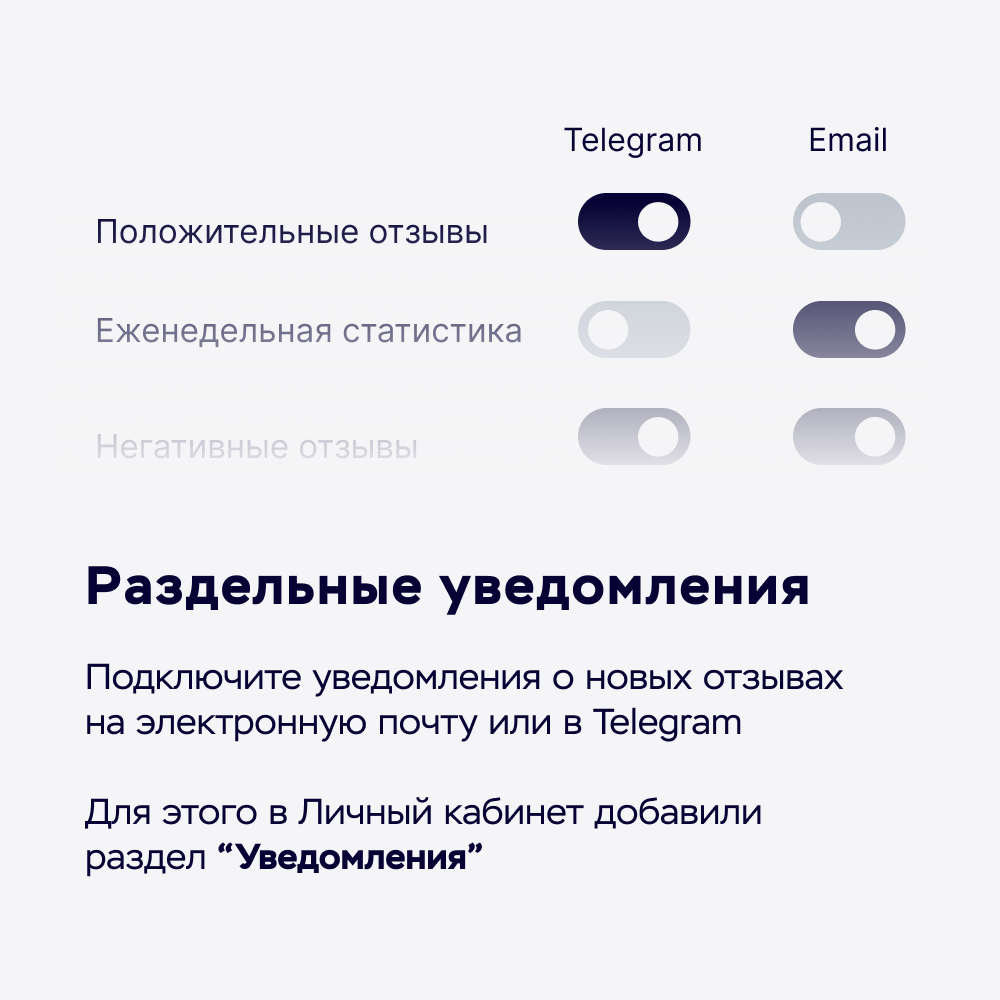 Telegram Email
Положительные отзывы
Еженедельная статистика
Негативные отзывы
Раздельные уведомления
Подключите уведомления о новых отзывах
на электронную почту или в Telegram
Для этого в Личный кабинет добавили
раздел “Уведомления”